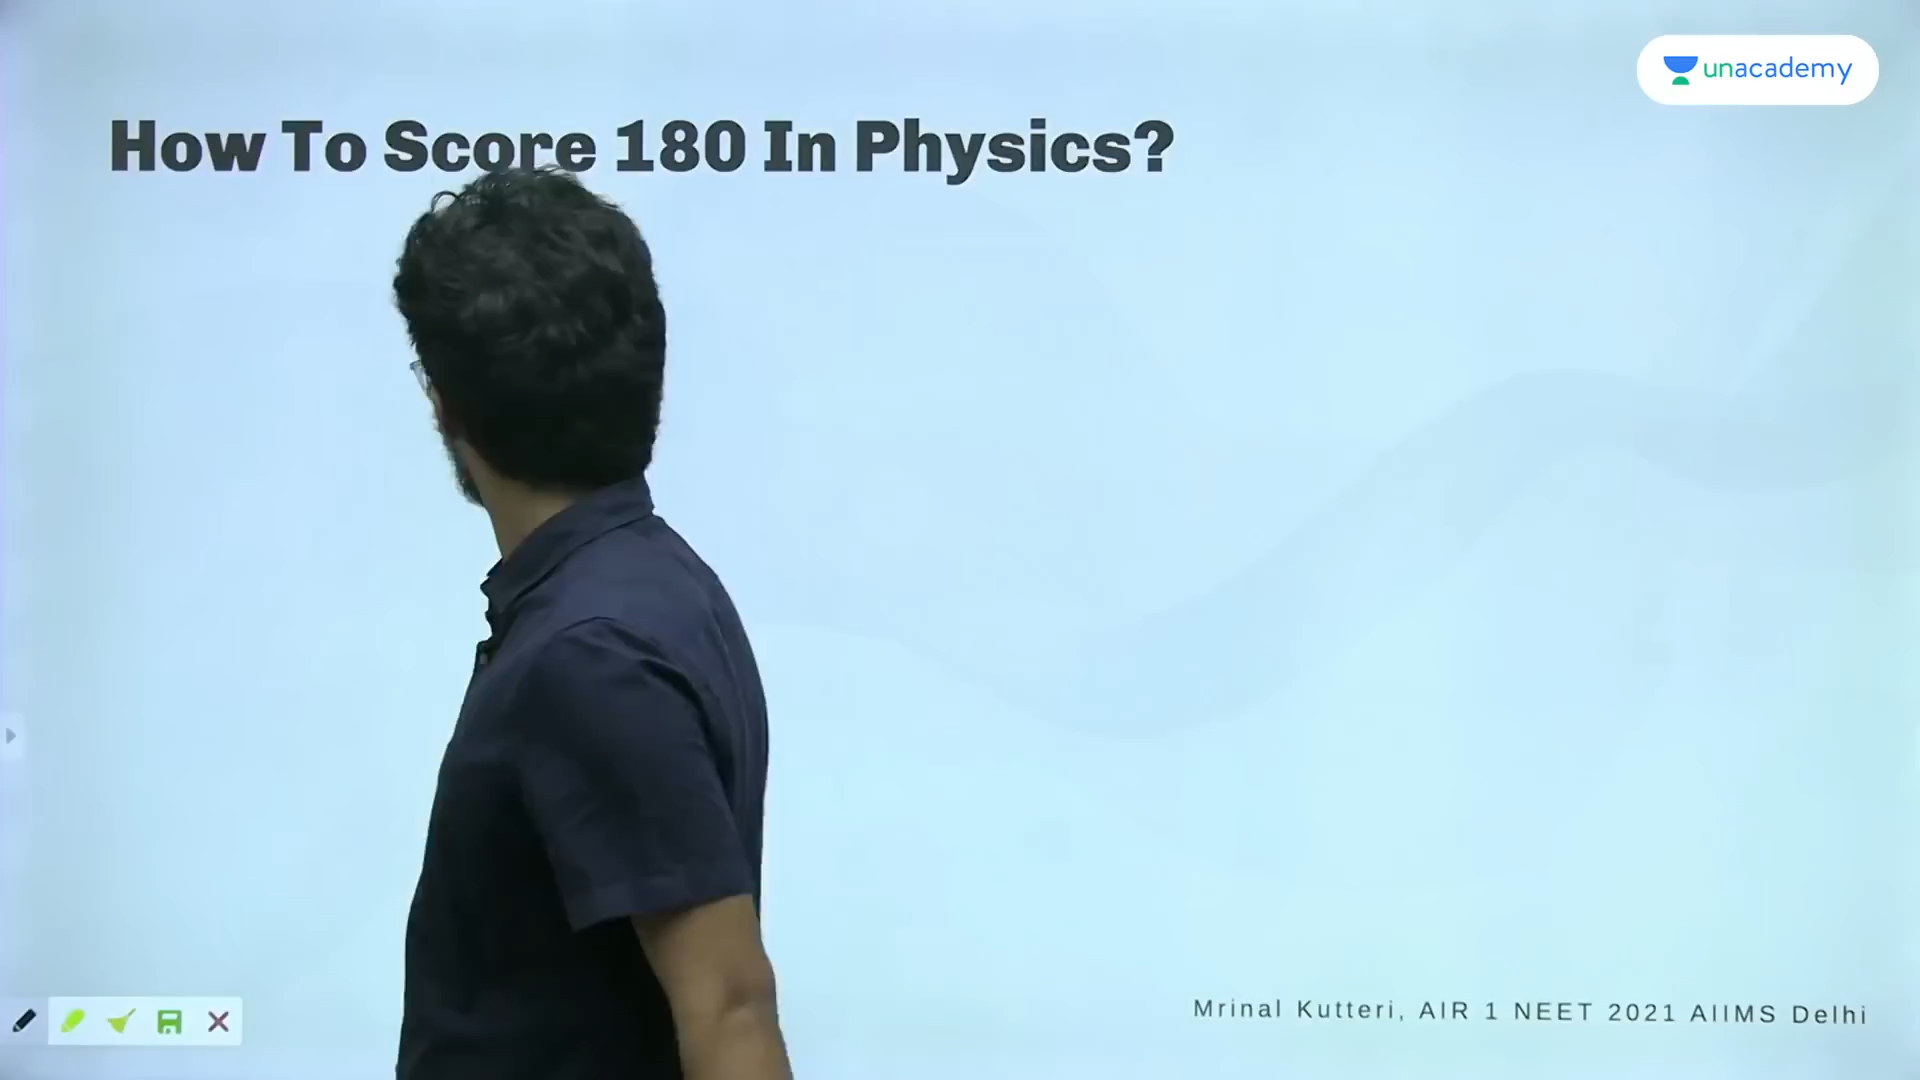 unacademy
How To Score 180 In Physics?
Mrinal Kutteri, AIR 1 NEET 2021 AIIMS Delhi